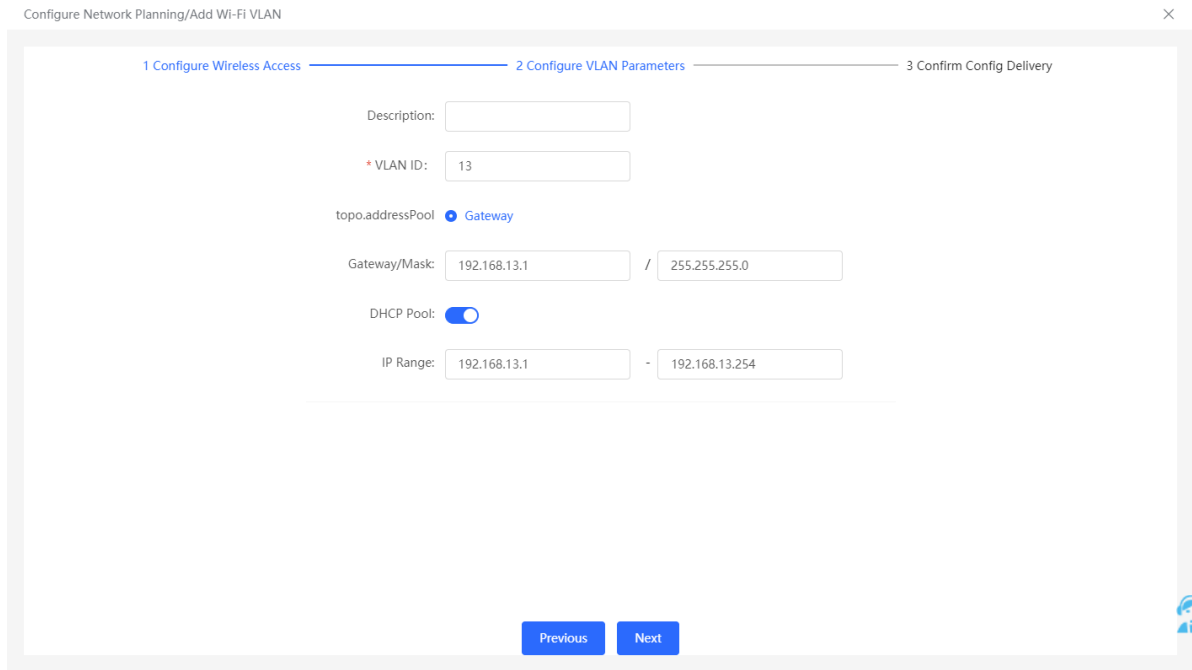 Configure Network Planning/Add Wi-Fi VLAN
1 Configure Wireless Access 2 Configure VLAN Parameters 3 Confirm Config Delivery
Description:
* VLAN ID: 13
topo.addressPool Gateway
Gateway/Mask: 192.168.13.1 / 255.255.255.0
DHCP Pool:
IP Range: 192.168.13.1 - 192.168.13.254
Previous Next